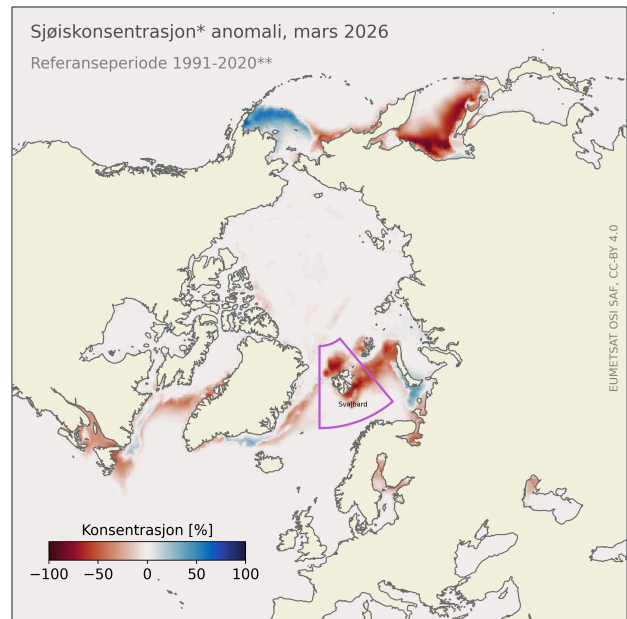 Sjøiskonsentrasjon* anomali, mars 2026
Referanseperiode 1991-2020**
EUMETSAT OSI SAF, CC-BY 4.0
Svalbard
Konsentrasjon [%]
−100 −50 0 50 100